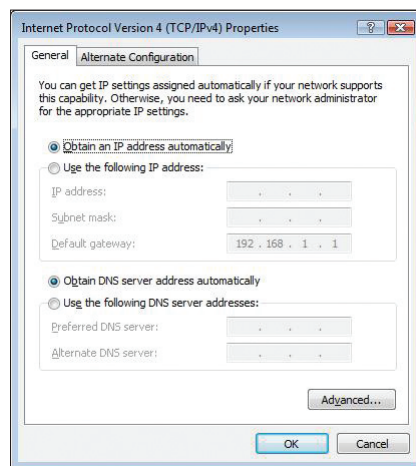 Internet Protocol Version 4 (TCP/IPv4) Properties
General
Alternate Configuration
You can get IP settings assigned automatically if your network supports
this capability. Otherwise, you need to ask your network administrator
for the appropriate IP settings.
Obtain an IP address automatically
Use the following IP address:
IP address: . . .
Subnet mask: . . .
Default gateway: 192 . 168 . 1 . 1
Obtain DNS server address automatically
Use the following DNS server addresses:
Preferred DNS server: . . .
Alternate DNS server: . . .
Advanced...
OK
Cancel